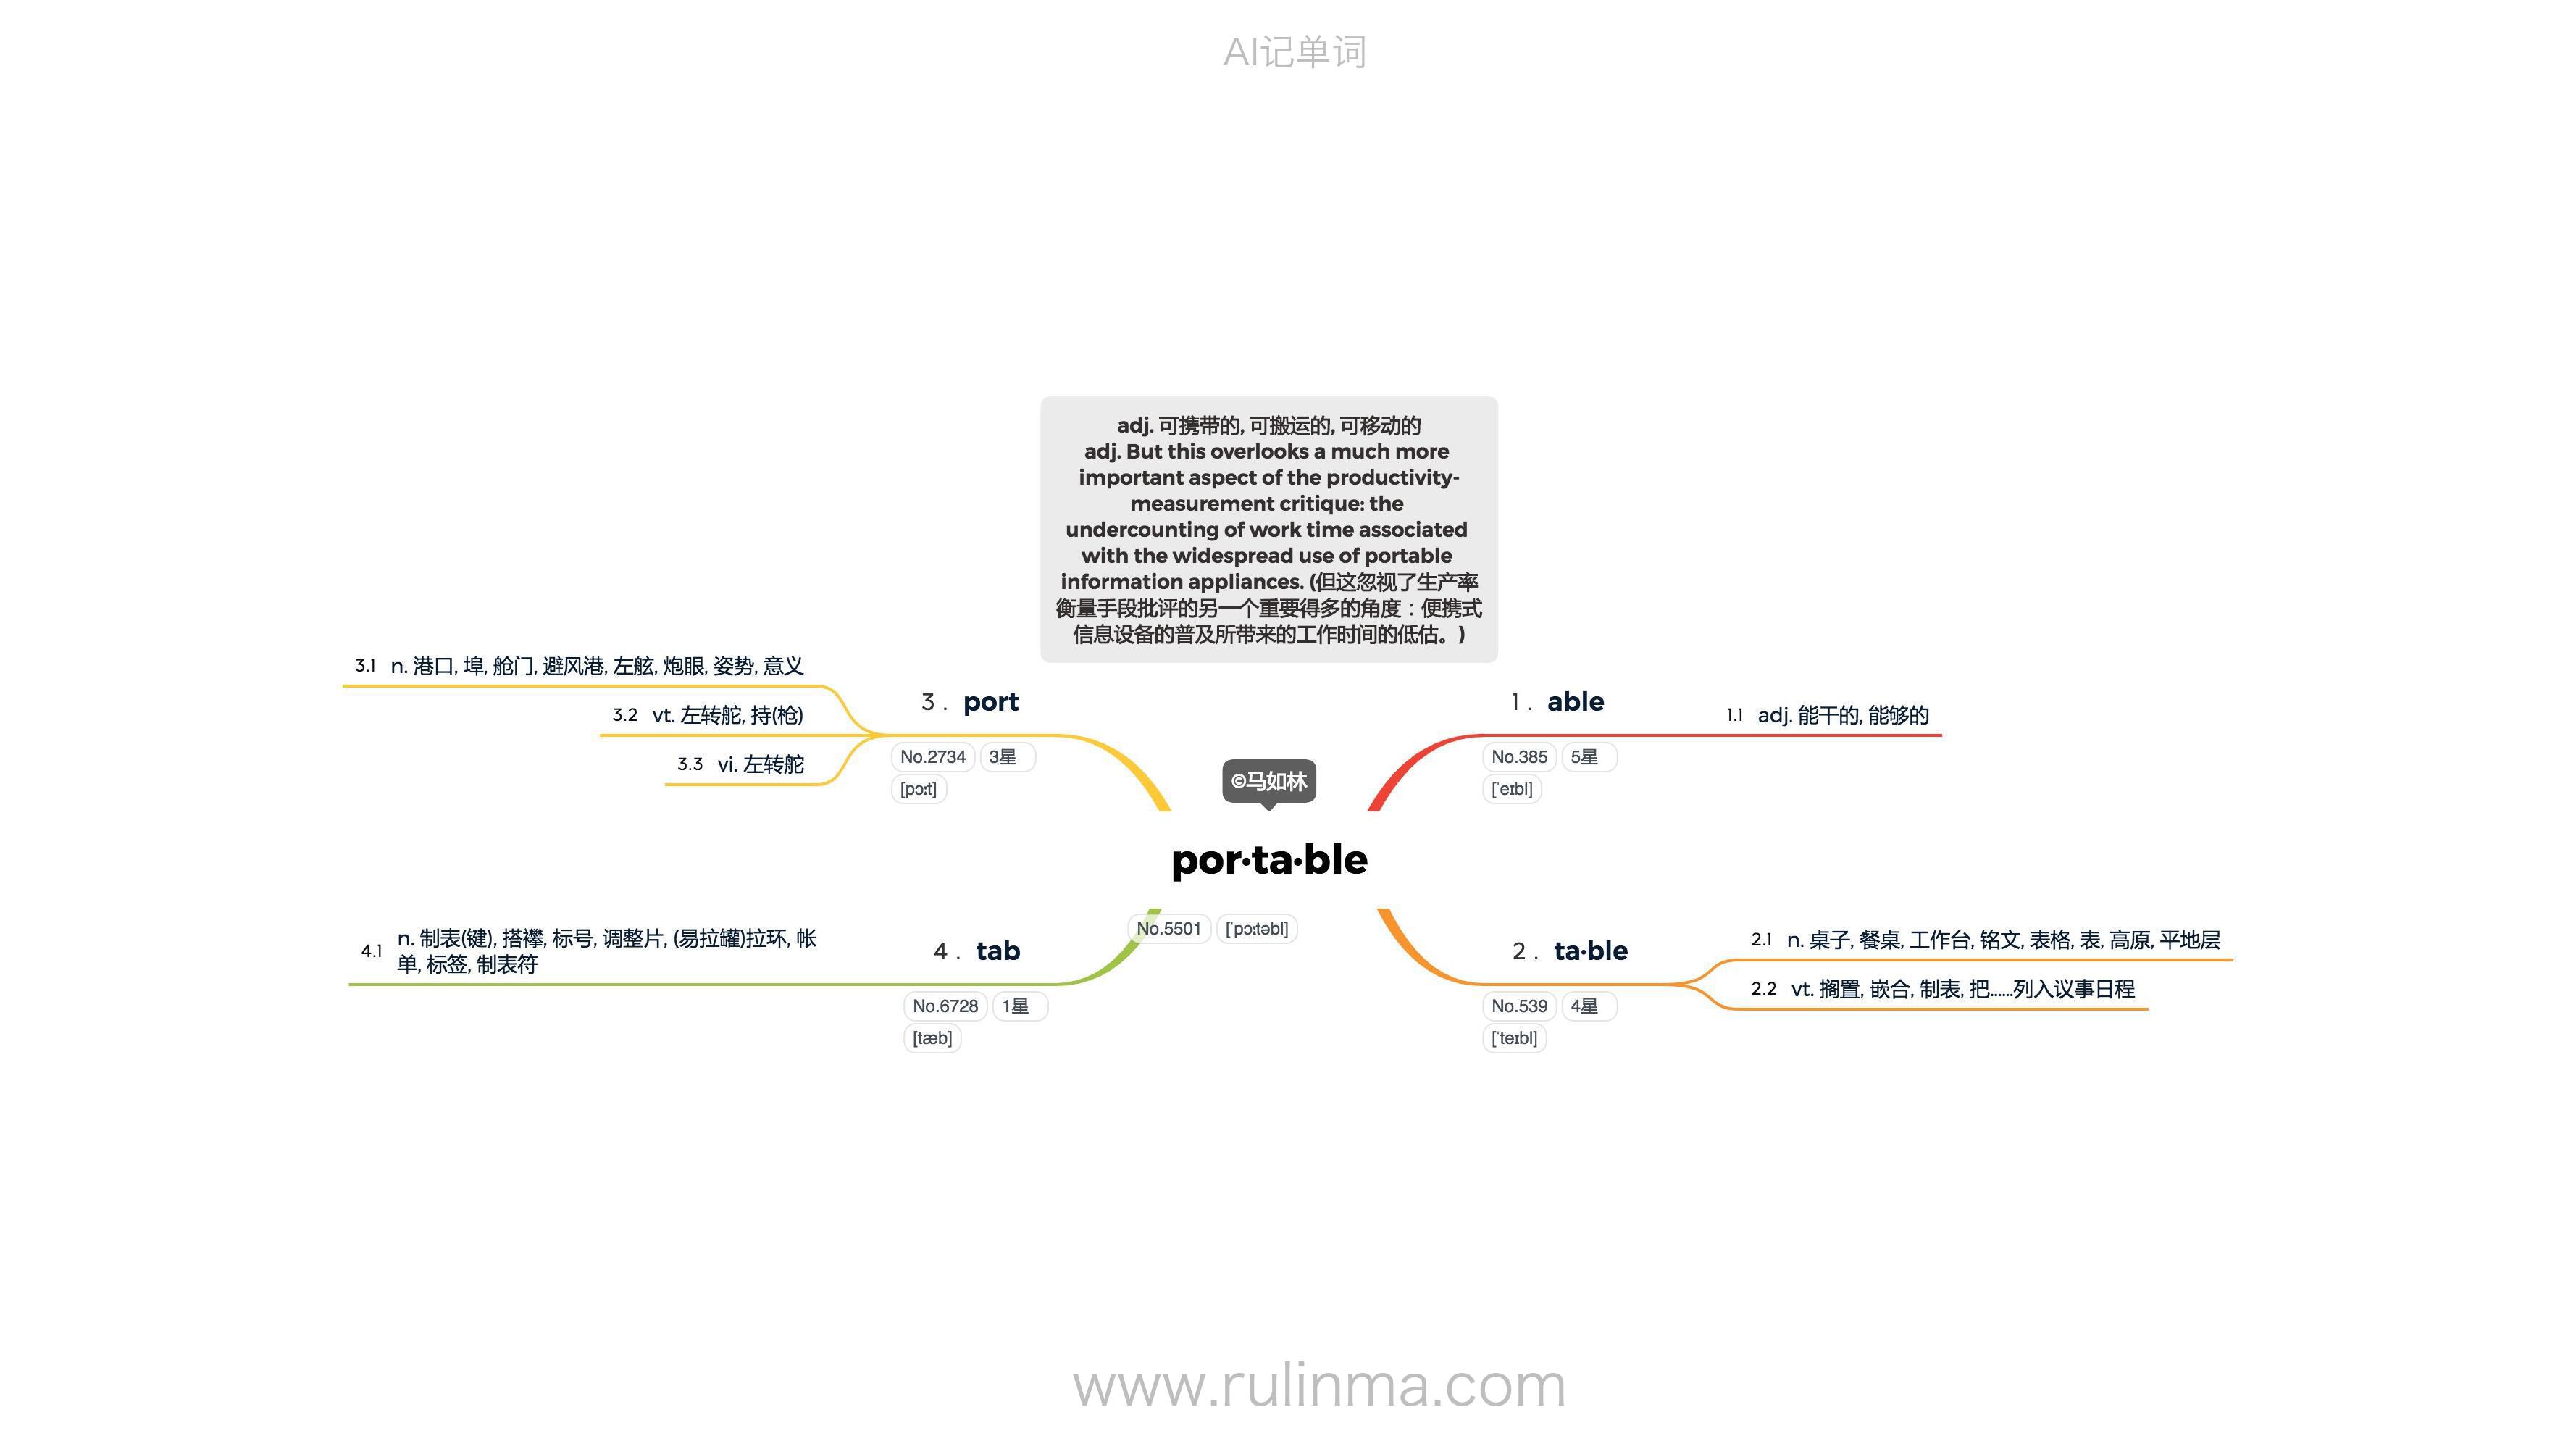 AI记单词
adj. 可携带的, 可搬运的, 可移动的
adj. But this overlooks a much more
important aspect of the productivity-
measurement critique: the
undercounting of work time associated
with the widespread use of portable
information appliances. (但这忽视了生产率
衡量手段批评的另一个重要得多的角度：便携式
信息设备的普及所带来的工作时间的低估。)
3.1 n. 港口, 埠, 舱门, 避风港, 左舷, 炮眼, 姿势, 意义
3.2 vt. 左转舵, 持(枪)
3.3 vi. 左转舵
3 . port
No.2734 3星
[pɔːt]
1 . able
No.385 5星
[ˈeɪbl]
1.1 adj. 能干的, 能够的
©马如林
por·ta·ble
No.5501 [ˈpɔːtəbl]
4.1 n. 制表(键), 搭襻, 标号, 调整片, (易拉罐)拉环, 帐
单, 标签, 制表符
4 . tab
No.6728 1星
[tæb]
2 . ta·ble
No.539 4星
[ˈteɪbl]
2.1 n. 桌子, 餐桌, 工作台, 铭文, 表格, 表, 高原, 平地层
2.2 vt. 搁置, 嵌合, 制表, 把……列入议事日程
www.rulinma.com